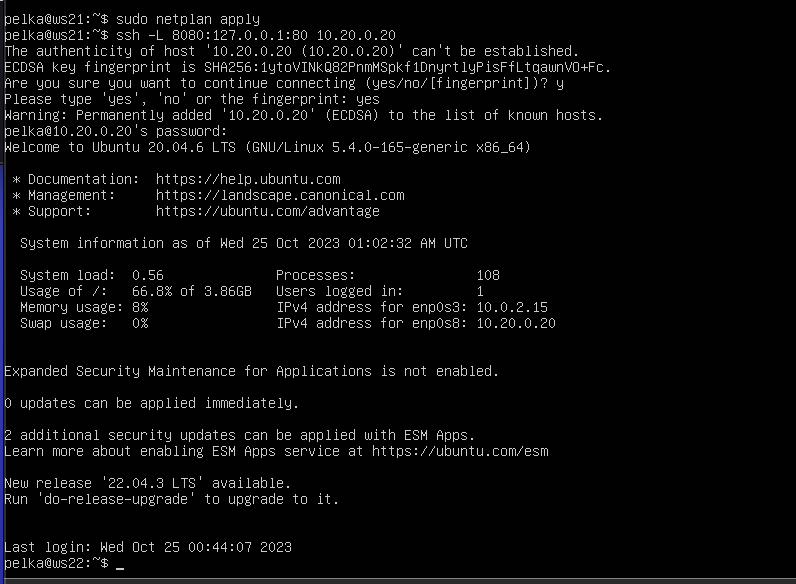 pelka@ws21:~$ sudo netplan apply
pelka@ws21:~$ ssh -L 8080:127.0.0.1:80 10.20.0.20
The authenticity of host '10.20.0.20 (10.20.0.20)' can't be established.
ECDSA key fingerprint is SHA256:1ytoVINkQ82PnmMSpkf1DnyrtlyPisFfLtqawnVO+Fc.
Are you sure you want to continue connecting (yes/no/[fingerprint])? y
Please type 'yes', 'no' or the fingerprint: yes
Warning: Permanently added '10.20.0.20' (ECDSA) to the list of known hosts.
pelka@10.20.0.20's password:
Welcome to Ubuntu 20.04.6 LTS (GNU/Linux 5.4.0-165-generic x86_64)
* Documentation:  https://help.ubuntu.com
* Management:     https://landscape.canonical.com
* Support:        https://ubuntu.com/advantage
System information as of Wed 25 Oct 2023 01:02:32 AM UTC
System load:  0.56              Processes:               108
Usage of /:   66.8% of 3.86GB   Users logged in:         1
Memory usage: 8%                IPv4 address for enp0s3: 10.0.2.15
Swap usage:   0%                IPv4 address for enp0s8: 10.20.0.20
Expanded Security Maintenance for Applications is not enabled.
0 updates can be applied immediately.
2 additional security updates can be applied with ESM Apps.
Learn more about enabling ESM Apps service at https://ubuntu.com/esm
New release '22.04.3 LTS' available.
Run 'do-release-upgrade' to upgrade to it.
Last login: Wed Oct 25 00:44:07 2023
pelka@ws22:~$ _